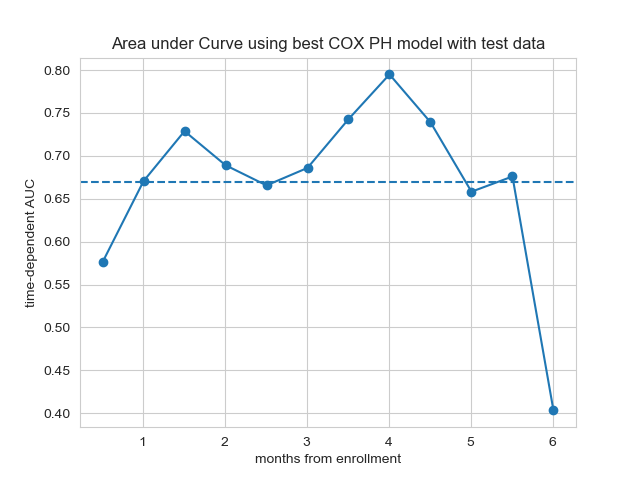 Area under Curve using best COX PH model with test data
time-dependent AUC
0.80
0.75
0.70
0.65
0.60
0.55
0.50
0.45
0.40
1 2 3 4 5 6
months from enrollment